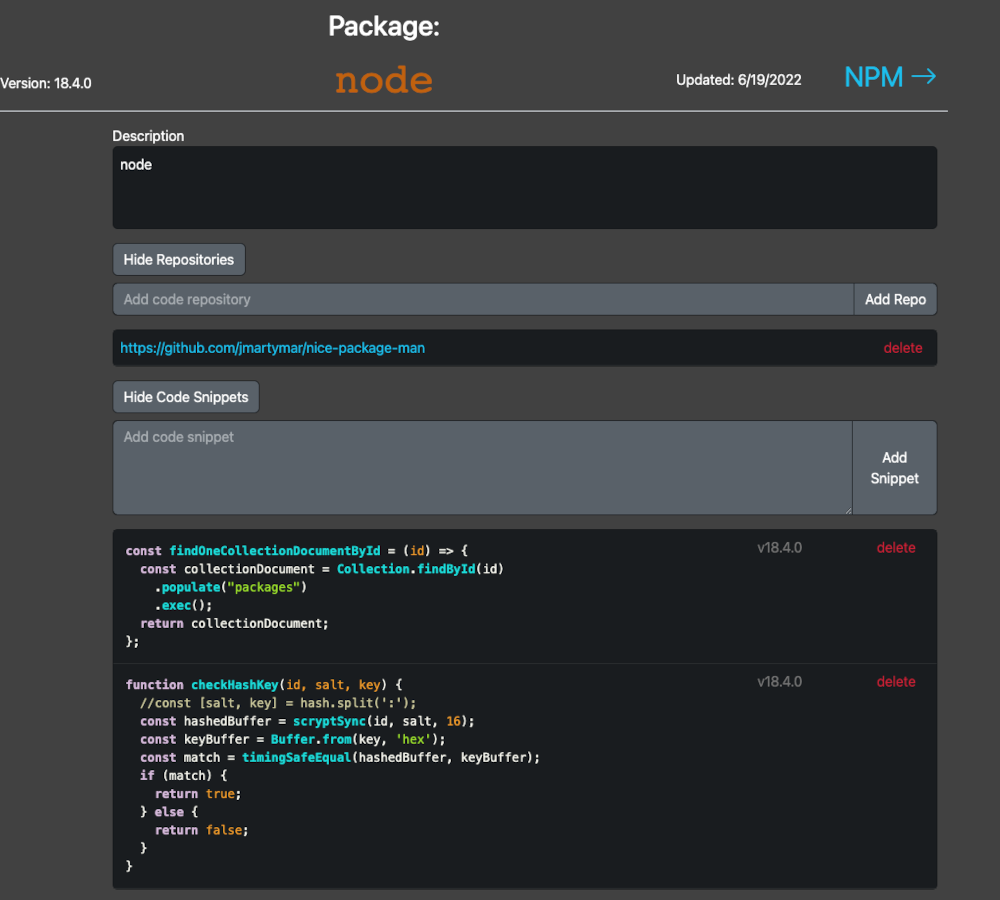 Package:
Version: 18.4.0
node
Updated: 6/19/2022
NPM →
Description
node
Hide Repositories
Add code repository
Add Repo
https://github.com/jmartymar/nice-package-man
delete
Hide Code Snippets
Add code snippet
Add
Snippet
const findOneCollectionDocumentById = (id) => {
  const collectionDocument = Collection.findById(id)
    .populate("packages")
    .exec();
  return collectionDocument;
};
v18.4.0
delete
function checkHashKey(id, salt, key) {
  //const [salt, key] = hash.split(':');
  const hashedBuffer = scryptSync(id, salt, 16);
  const keyBuffer = Buffer.from(key, 'hex');
  const match = timingSafeEqual(hashedBuffer, keyBuffer);
  if (match) {
    return true;
  } else {
    return false;
  }
}
v18.4.0
delete